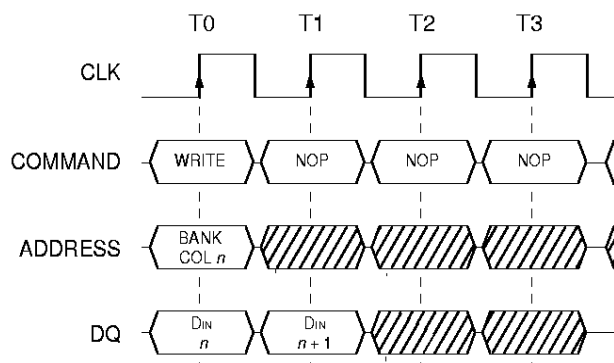 T0 T1 T2 T3
CLK
COMMAND WRITE NOP NOP NOP
ADDRESS BANK
COL n
DQ DIN DIN
n n + 1